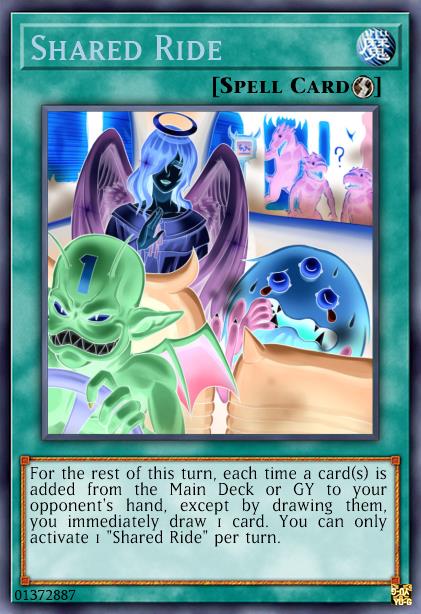 SHARED RIDE
[SPELL CARD]
1
?
For the rest of this turn, each time a card(s) is
added from the Main Deck or GY to your
opponent's hand, except by drawing them,
you immediately draw 1 card. You can only
activate 1 "Shared Ride" per turn.
01372887